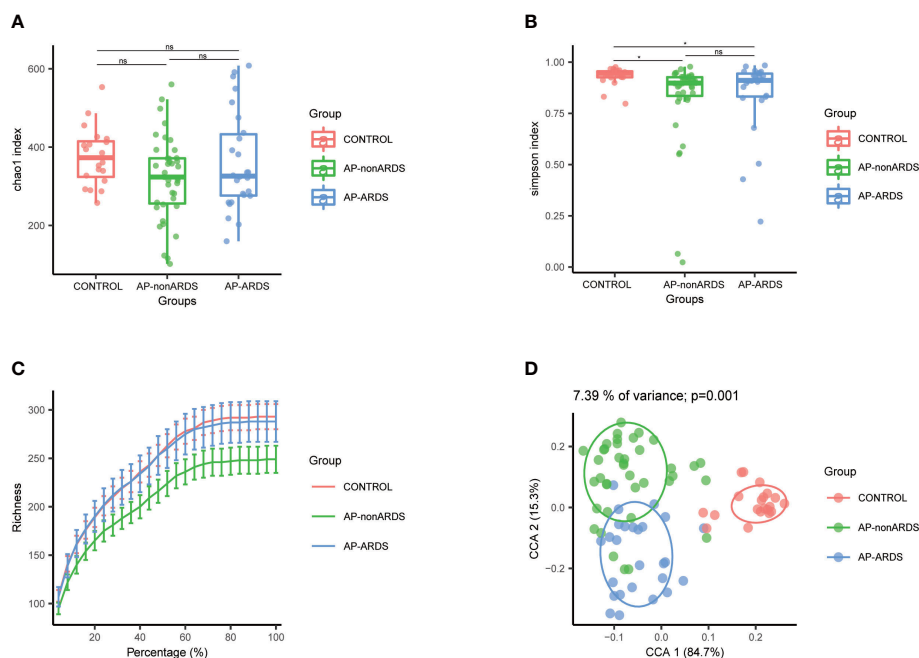 A
ns
ns
ns
600
400
200
chao1 index
CONTROL
AP-nonARDS
AP-ARDS
Groups
Group
CONTROL
AP-nonARDS
AP-ARDS
B
*
*
ns
1.00
0.75
0.50
0.25
0.00
simpson index
CONTROL
AP-nonARDS
AP-ARDS
Groups
Group
CONTROL
AP-nonARDS
AP-ARDS
C
300
250
200
150
100
Richness
20
40
60
80
100
Percentage (%)
Group
CONTROL
AP-nonARDS
AP-ARDS
D
7.39 % of variance; p=0.001
0.2
0.0
−0.2
CCA 2 (15.3%)
−0.1
0.0
0.1
0.2
CCA 1 (84.7%)
Group
CONTROL
AP-nonARDS
AP-ARDS